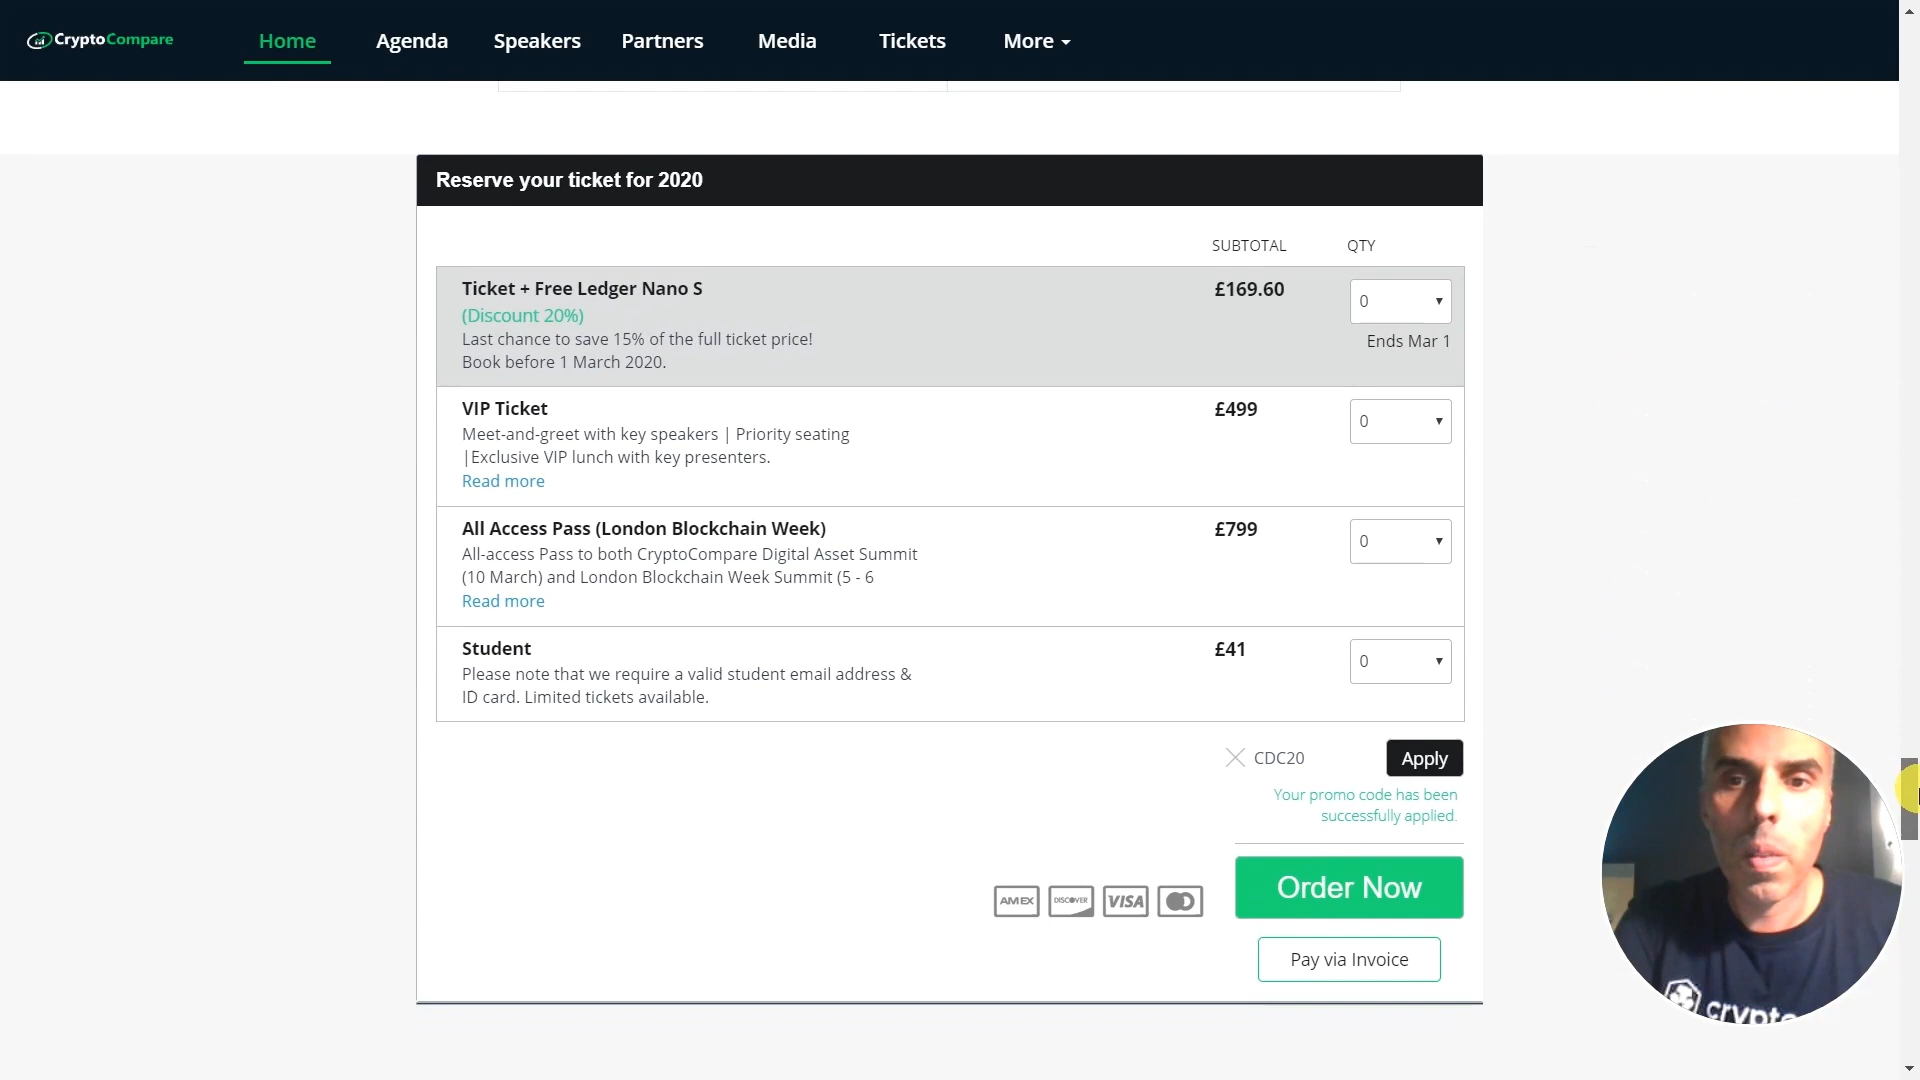 CryptoCompare
Home
Agenda
Speakers
Partners
Media
Tickets
More
Reserve your ticket for 2020
SUBTOTAL
QTY
Ticket + Free Ledger Nano S
£169.60
0
(Discount 20%)
Last chance to save 15% of the full ticket price!
Ends Mar 1
Book before 1 March 2020.
VIP Ticket
£499
0
Meet-and-greet with key speakers | Priority seating
|Exclusive VIP lunch with key presenters.
Read more
All Access Pass (London Blockchain Week)
£799
0
All-access Pass to both CryptoCompare Digital Asset Summit
(10 March) and London Blockchain Week Summit (5 - 6
Read more
Student
£41
0
Please note that we require a valid student email address &
ID card. Limited tickets available.
CDC20
Apply
Your promo code has been
successfully applied.
AMEX
DISCOVER
VISA
Order Now
Pay via Invoice